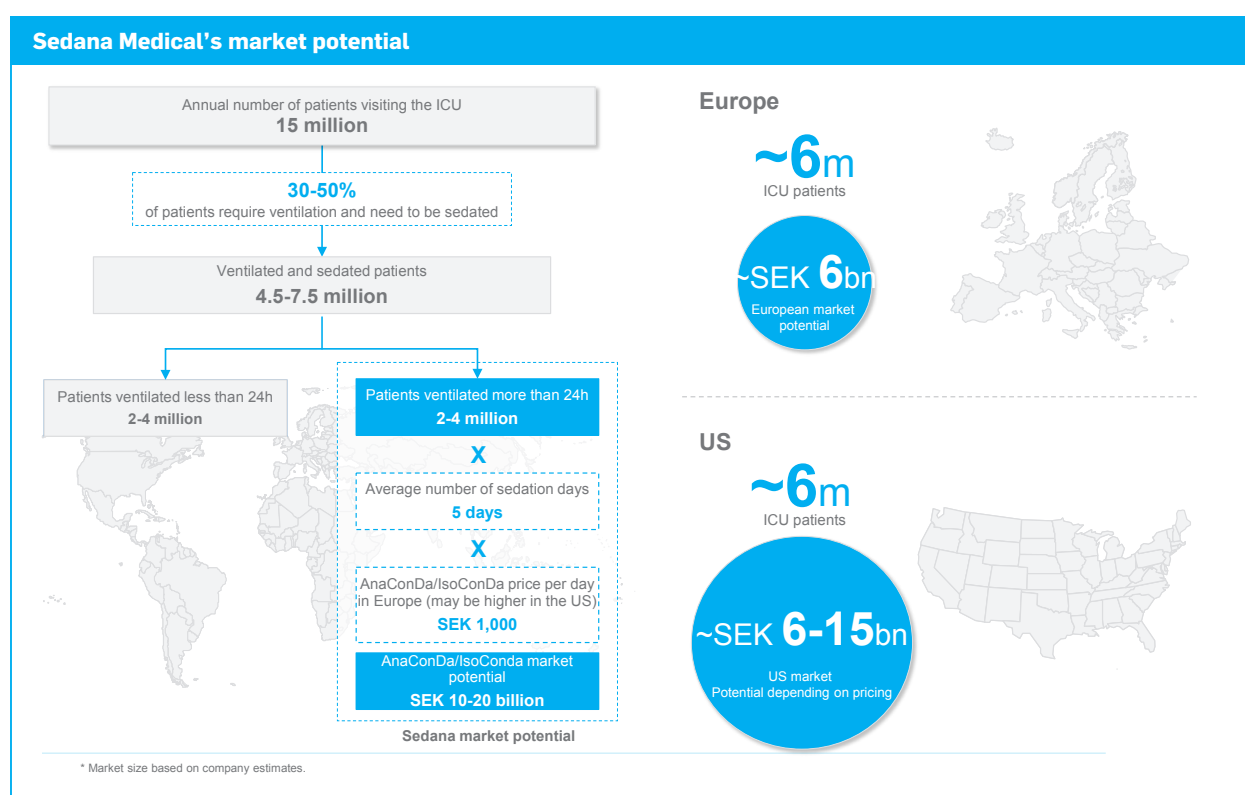 Sedana Medical's market potential
Annual number of patients visiting the ICU
15 million
30-50%
of patients require ventilation and need to be sedated
Ventilated and sedated patients
4.5-7.5 million
Patients ventilated less than 24h
2-4 million
Patients ventilated more than 24h
2-4 million
X
Average number of sedation days
5 days
X
AnaConDa/IsoConDa price per day
in Europe (may be higher in the US)
SEK 1,000
AnaConDa/IsoConda market
potential
SEK 10-20 billion
Sedana market potential
Europe
~6m
ICU patients
~SEK 6bn
European market
potential
US
~6m
ICU patients
~SEK 6-15bn
US market
Potential depending on pricing
* Market size based on company estimates.